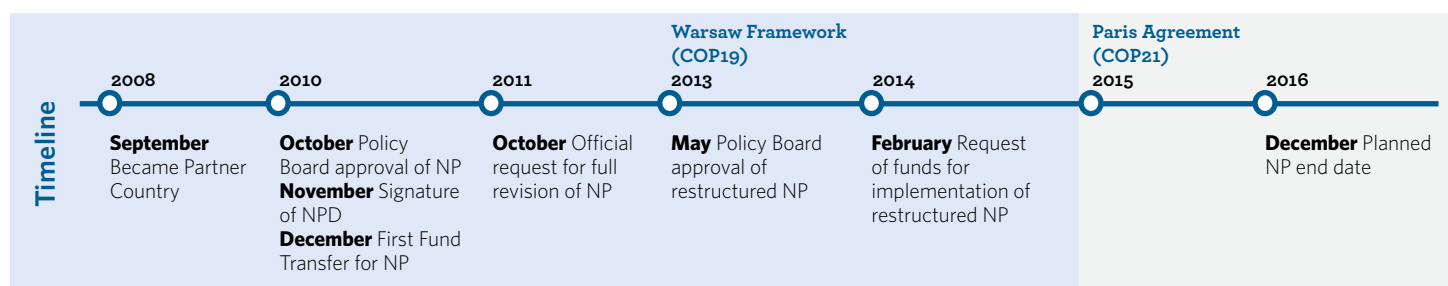 Timeline
2008
September
Became Partner
Country
2010
October Policy
Board approval of NP
November Signature
of NPD
December First Fund
Transfer for NP
2011
October Official
request for full
revision of NP
Warsaw Framework
(COP19)
2013
May Policy Board
approval of
restructured NP
2014
February Request
of funds for
implementation of
restructured NP
Paris Agreement
(COP21)
2015
2016
December Planned
NP end date